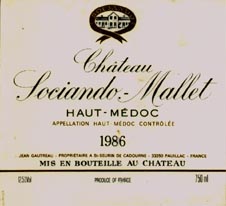 Château
Sociando-Mallet
HAUT-MÉDOC
APPELLATION HAUT-MÉDOC CONTRÔLÉE
1986
JEAN GAUTREAU - PROPRIÉTAIRE A St-SEURIN DE CADOURNE - 33250 PAUILLAC - FRANCE
MIS EN BOUTEILLE AU CHATEAU
PRODUCE OF FRANCE 750 ml